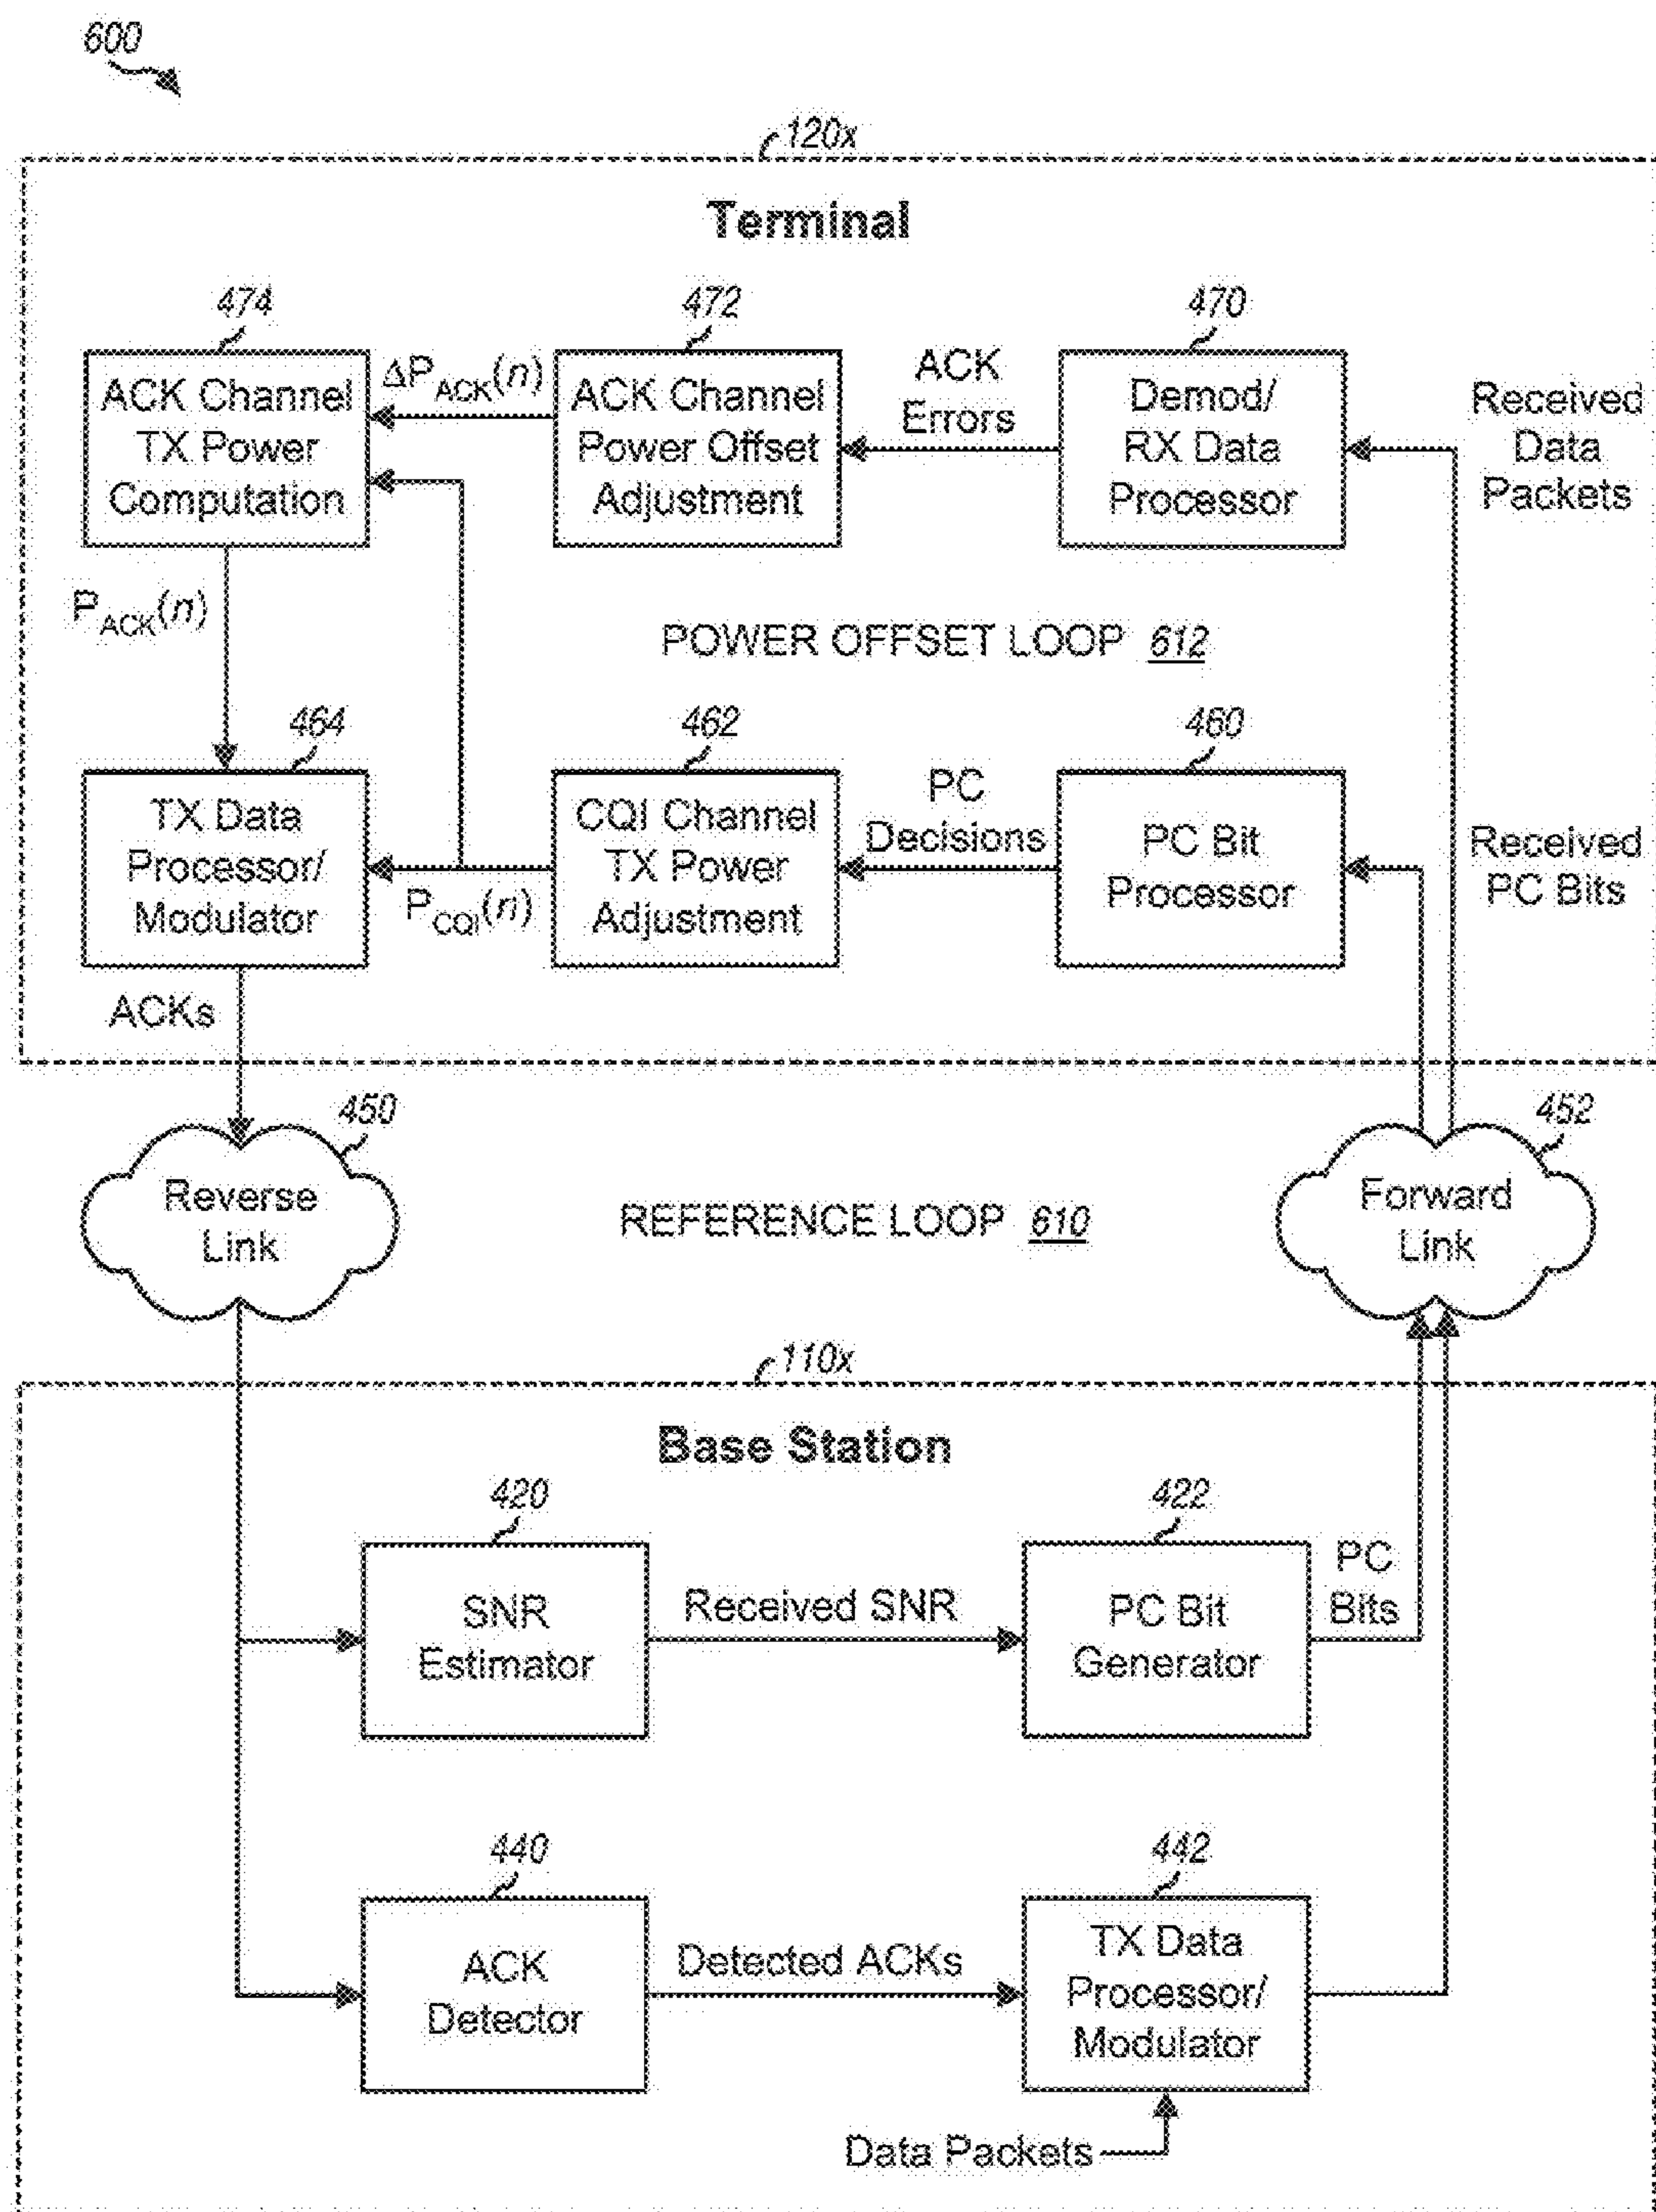 600
120x
Terminal
474
472
470
ACK Channel
TX Power
Computation
ΔP_ACK(n)
ACK Channel
Power Offset
Adjustment
ACK
Errors
Demod/
RX Data
Processor
Received
Data
Packets
P_ACK(n)
POWER OFFSET LOOP 612
464
462
460
TX Data
Processor/
Modulator
P_CQI(n)
CQI Channel
TX Power
Adjustment
PC
Decisions
PC Bit
Processor
Received
PC Bits
ACKs
450
452
Reverse
Link
REFERENCE LOOP 610
Forward
Link
110x
Base Station
420
422
SNR
Estimator
Received SNR
PC Bit
Generator
PC
Bits
440
442
ACK
Detector
Detected ACKs
TX Data
Processor/
Modulator
Data Packets